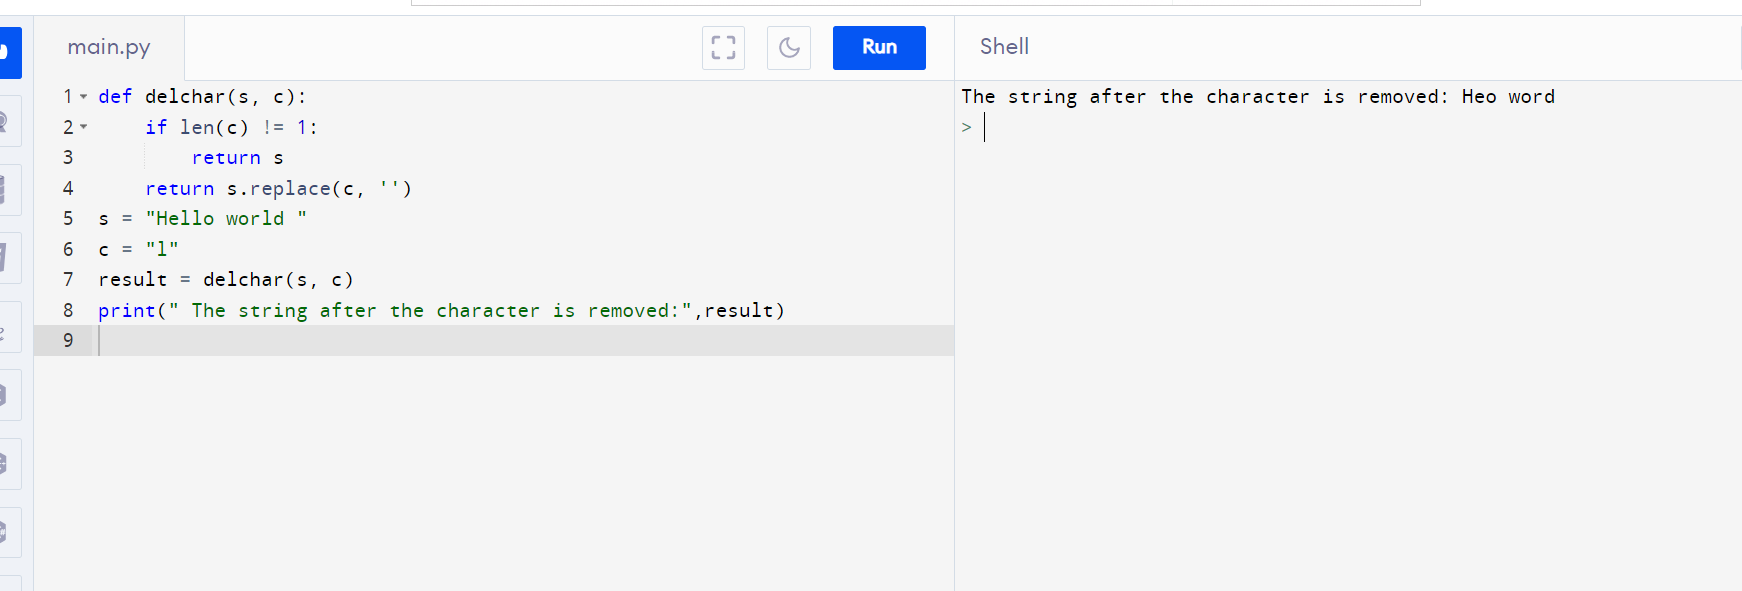 main.py
Run
Shell
1 def delchar(s, c):
2     if len(c) != 1:
3         return s
4     return s.replace(c, '')
5 s = "Hello world "
6 c = "l"
7 result = delchar(s, c)
8 print(" The string after the character is removed:",result)
9
The string after the character is removed: Heo word
>